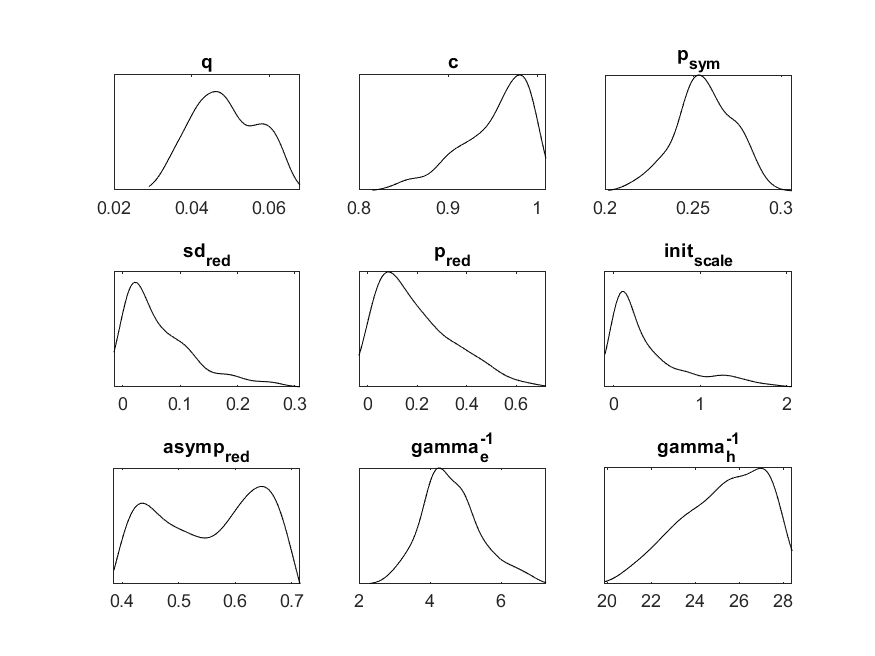 q c p_sym
0.02 0.04 0.06 0.8 0.9 1 0.2 0.25 0.3
sd_red p_red init_scale
0 0.1 0.2 0.3 0 0.2 0.4 0.6 0 1 2
asymp_red gamma_e^-1 gamma_h^-1
0.4 0.5 0.6 0.7 2 4 6 20 22 24 26 28